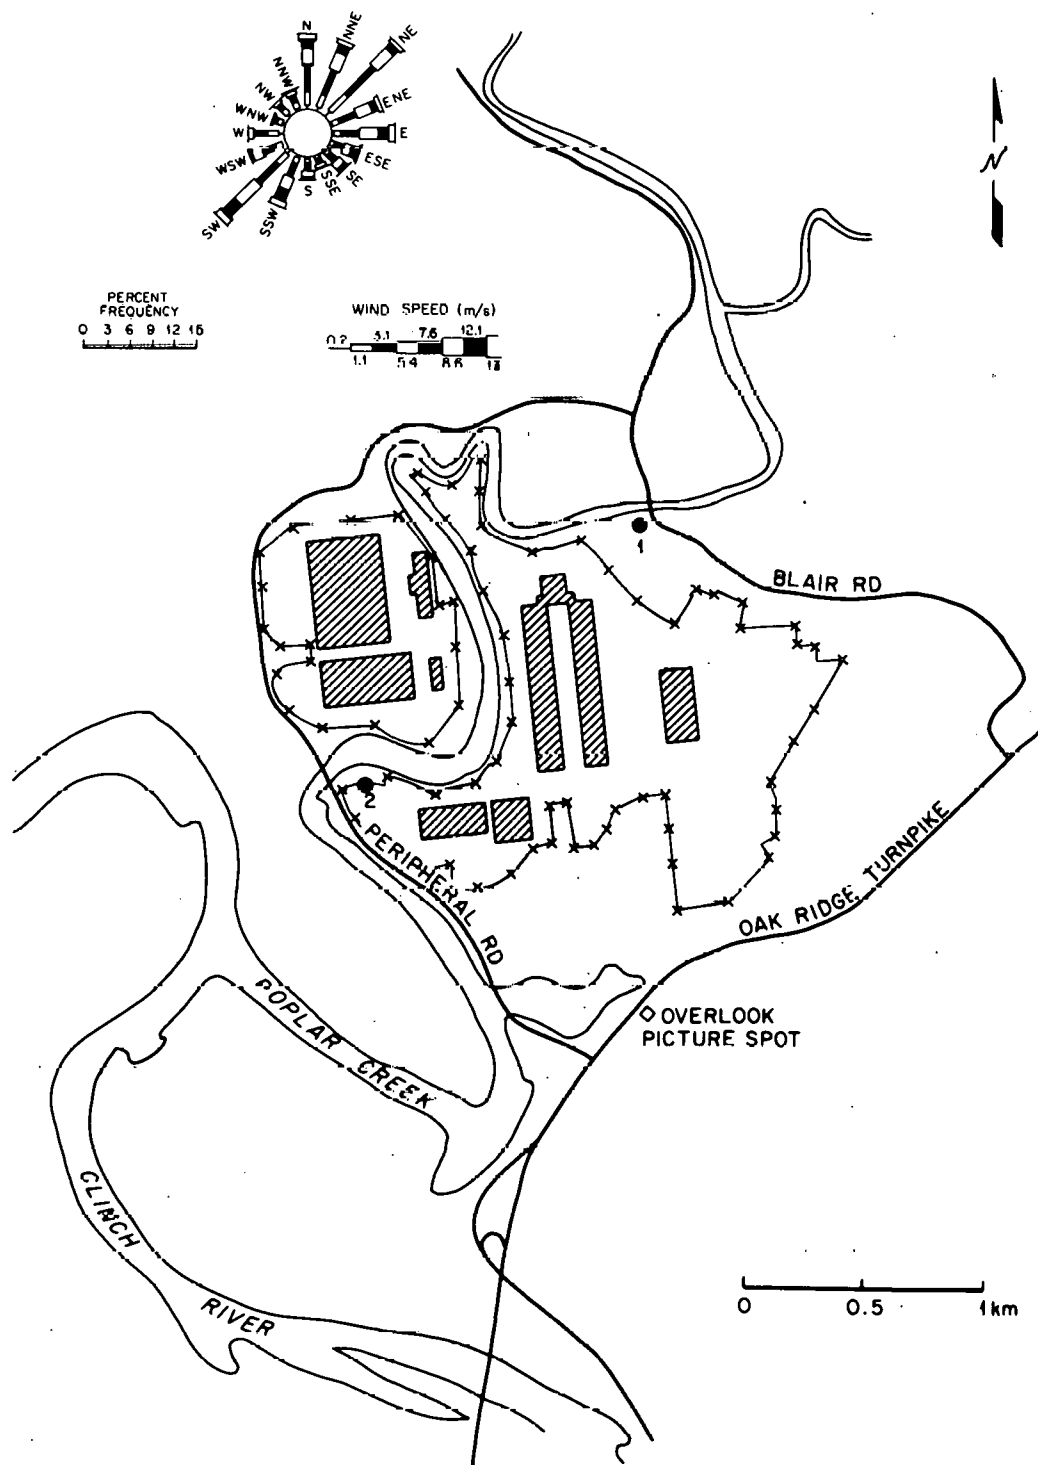 N
NNE
NE
ENE
E
ESE
SE
SSE
S
SSW
SW
WSW
W
WNW
NW
NNW
N
PERCENT
FREQUENCY
0 3 6 9 12 15
WIND SPEED (m/s)
7.6 12.1
1.1 5.4 8.6
1
BLAIR RD
2
PERIPHERAL RD
OAK RIDGE TURNPIKE
OVERLOOK
PICTURE SPOT
POPLAR CREEK
CLINCH
RIVER
0 0.5 1 km